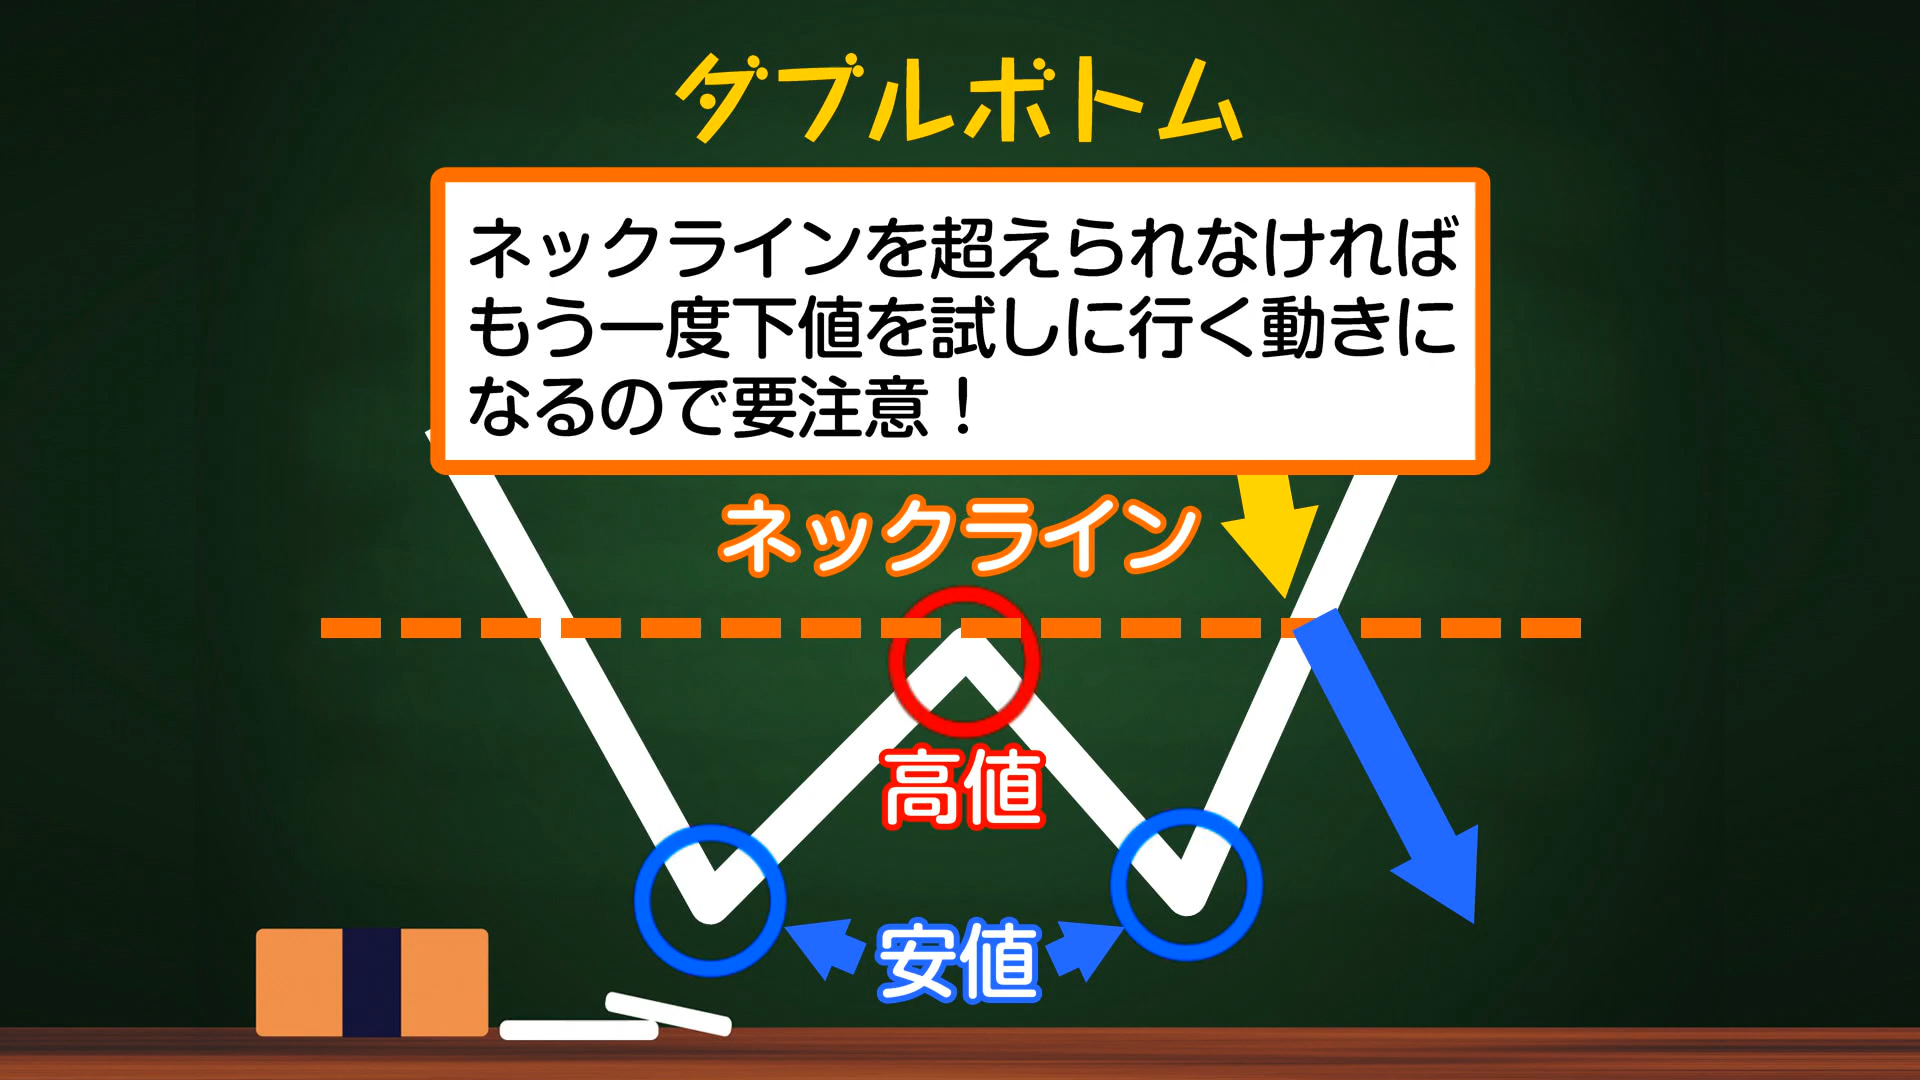 ダブルボトム
ネックラインを超えられなければ
もう一度下値を試しに行く動きに
なるので要注意！
ネックライン
高値
安値